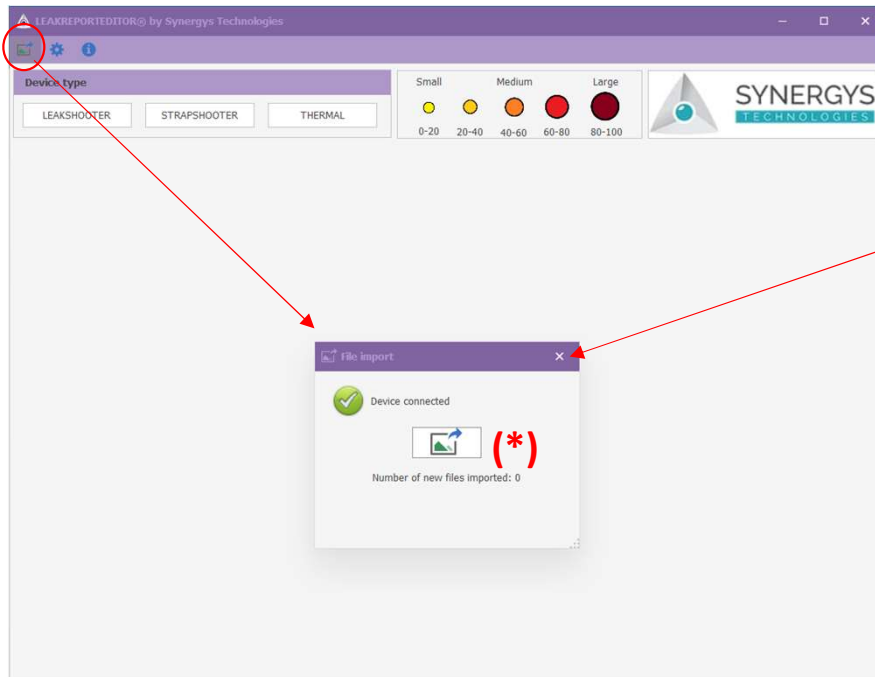 LEAKREPORTEDITOR® by Synergys Technologies
Device type
LEAKSHOOTER
STRAPSHOOTER
THERMAL
Small
Medium
Large
0-20
20-40
40-60
60-80
80-100
SYNERGYS
TECHNOLOGIES
File import
Device connected
(*)
Number of new files imported: 0